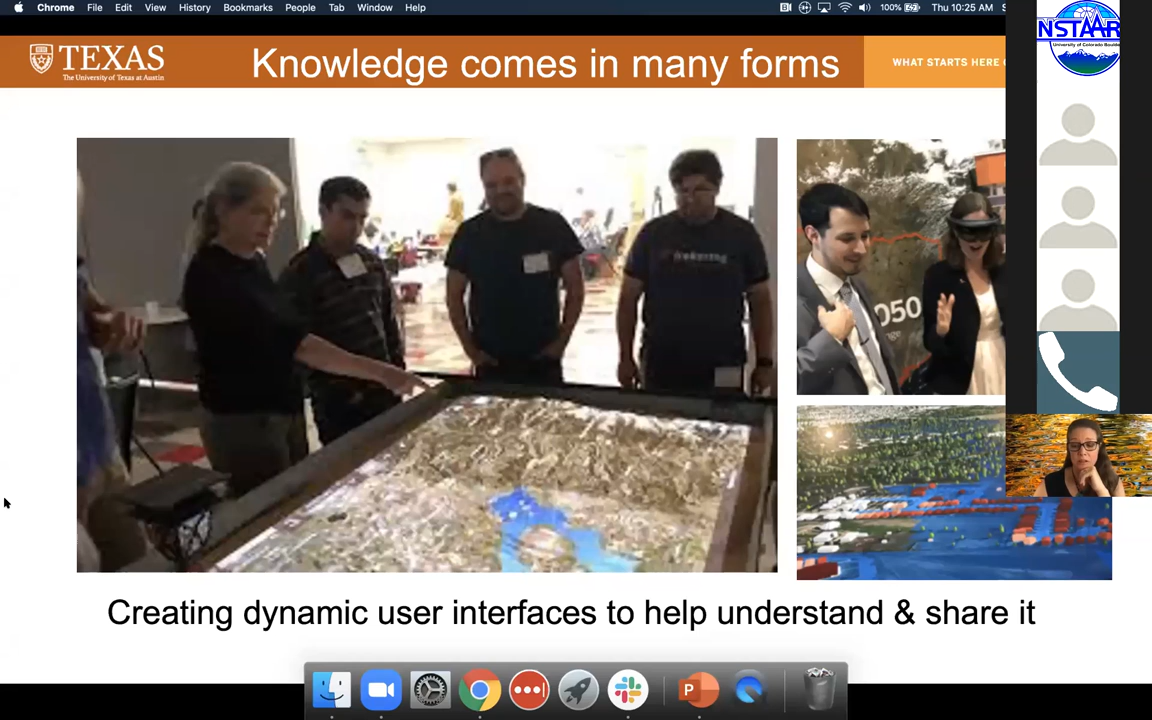 Chrome File Edit View History Bookmarks People Tab Window Help
100% Thu 10:25 AM S
TEXAS
The University of Texas at Austin
Knowledge comes in many forms
WHAT STARTS HERE
NSTAAR
University of Colorado Boulder
050
Creating dynamic user interfaces to help understand & share it